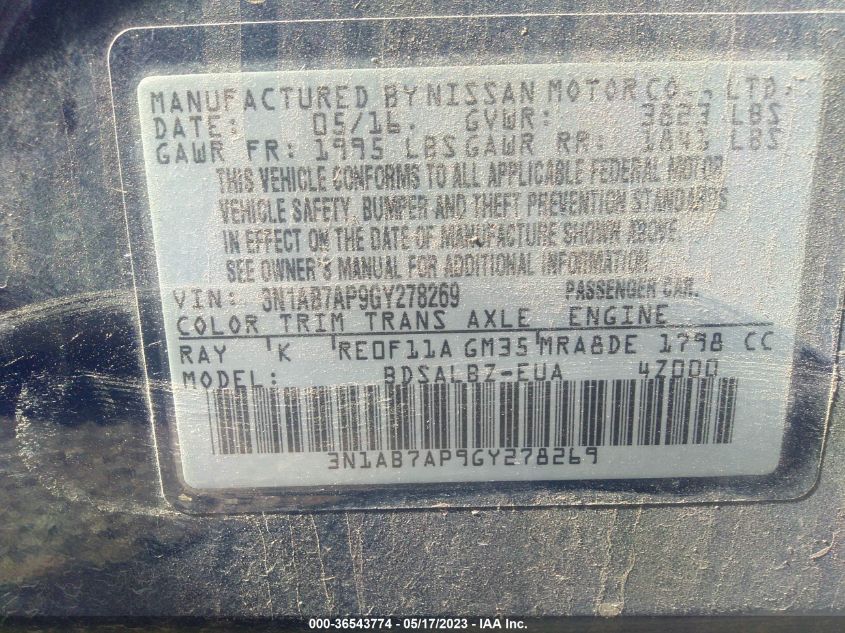 MANUFACTURED BY NISSAN MOTOR CO., LTD.
DATE: 05/16. GVWR: 3823 LBS
GAWR FR: 1995 LBS GAWR RR: 1841 LBS
THIS VEHICLE CONFORMS TO ALL APPLICABLE FEDERAL MOTOR
VEHICLE SAFETY, BUMPER AND THEFT PREVENTION STANDARDS
IN EFFECT ON THE DATE OF MANUFACTURE SHOWN ABOVE.
SEE OWNER'S MANUAL FOR ADDITIONAL INFORMATION.
VIN: 3N1AB7AP9GY278269 PASSENGER CAR.
COLOR TRIM TRANS AXLE ENGINE
RAY 'K 'RE0F11A GM35'MRA8DE 1798 CC
MODEL: BDSALBZ-EUA 4Z000
3N1AB7AP9GY278269
000-36543774 - 05/17/2023 - IAA Inc.